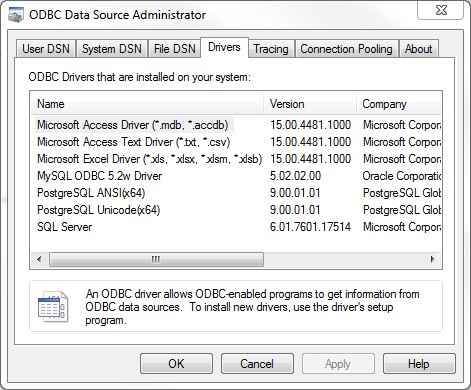 ODBC Data Source Administrator
User DSN System DSN File DSN Drivers Tracing Connection Pooling About
ODBC Drivers that are installed on your system:
Name Version Company
Microsoft Access Driver (*.mdb, *.accdb) 15.00.4481.1000 Microsoft Corpora
Microsoft Access Text Driver (*.txt, *.csv) 15.00.4481.1000 Microsoft Corpora
Microsoft Excel Driver (*.xls, *.xlsx, *.xlsm, *.xlsb) 15.00.4481.1000 Microsoft Corpora
MySQL ODBC 5.2w Driver 5.02.02.00 Oracle Corporatio
PostgreSQL ANSI(x64) 9.00.01.01 PostgreSQL Glob
PostgreSQL Unicode(x64) 9.00.01.01 PostgreSQL Glob
SQL Server 6.01.7601.17514 Microsoft Corpora
An ODBC driver allows ODBC-enabled programs to get information from
ODBC data sources. To install new drivers, use the driver's setup
program.
OK Cancel Apply Help